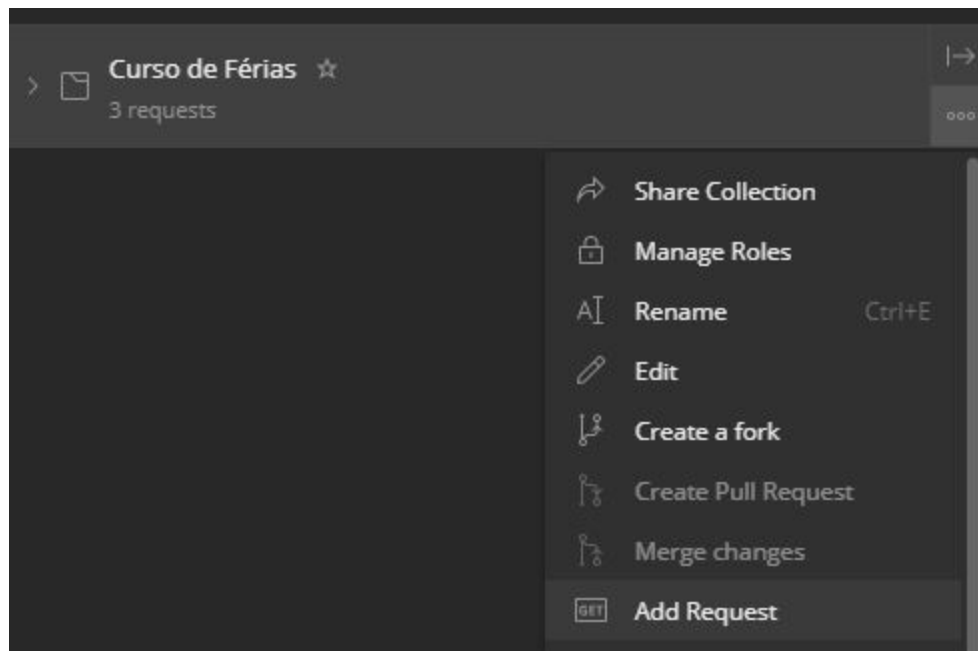 Curso de Férias
3 requests
Share Collection
Manage Roles
Rename Ctrl+E
Edit
Create a fork
Create Pull Request
Merge changes
GET Add Request